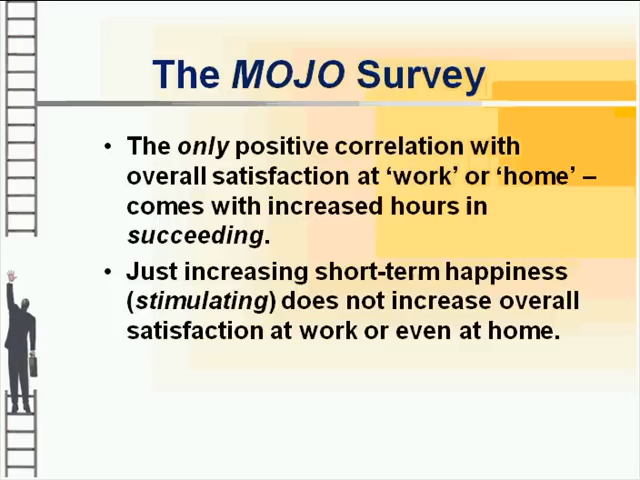 The MOJO Survey
• The only positive correlation with
overall satisfaction at ‘work’ or ‘home’ –
comes with increased hours in
succeeding.
• Just increasing short-term happiness
(stimulating) does not increase overall
satisfaction at work or even at home.